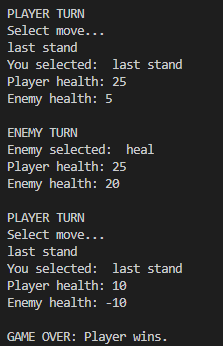 PLAYER TURN
Select move...
last stand
You selected:  last stand
Player health: 25
Enemy health: 5
ENEMY TURN
Enemy selected:  heal
Player health: 25
Enemy health: 20
PLAYER TURN
Select move...
last stand
You selected:  last stand
Player health: 10
Enemy health: -10
GAME OVER: Player wins.